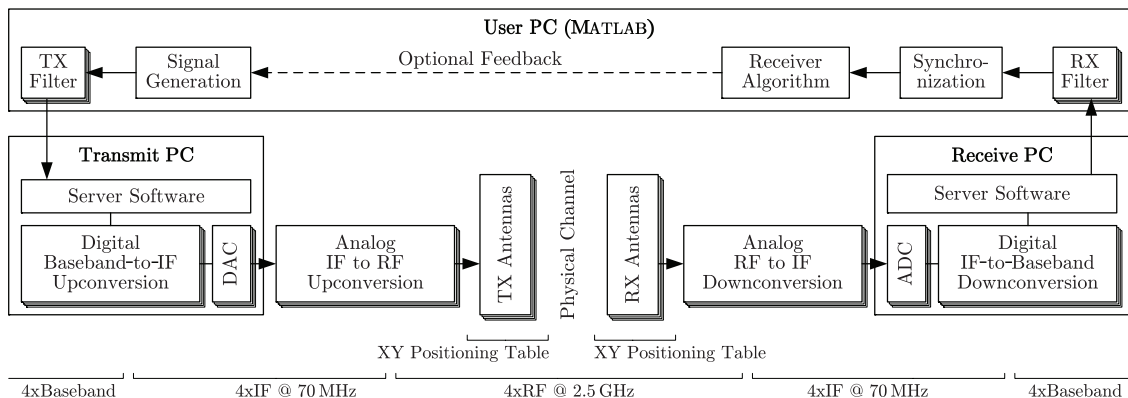 User PC (MATLAB)
TX
Filter
Signal
Generation
Optional Feedback
Receiver
Algorithm
Synchro-
nization
RX
Filter
Transmit PC
Server Software
Digital
Baseband-to-IF
Upconversion
DAC
Analog
IF to RF
Upconversion
TX Antennas
Physical Channel
RX Antennas
Analog
RF to IF
Downconversion
Receive PC
Server Software
ADC
Digital
IF-to-Baseband
Downconversion
XY Positioning Table
XY Positioning Table
4xBaseband
4xIF @ 70 MHz
4xRF @ 2.5 GHz
4xIF @ 70 MHz
4xBaseband